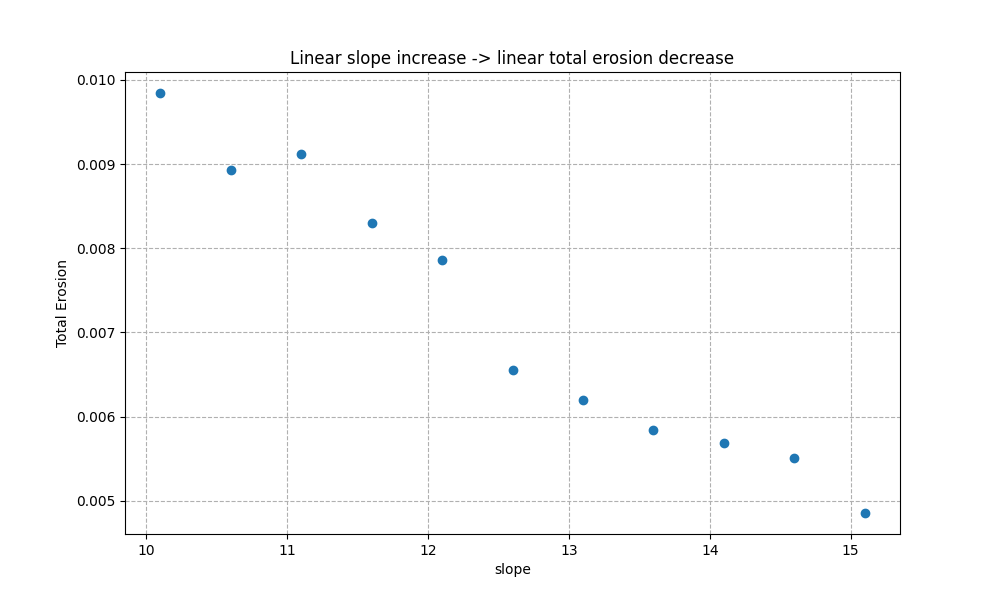 Linear slope increase -> linear total erosion decrease
0.010
0.009
0.008
0.007
0.006
0.005
Total Erosion
10 11 12 13 14 15
slope